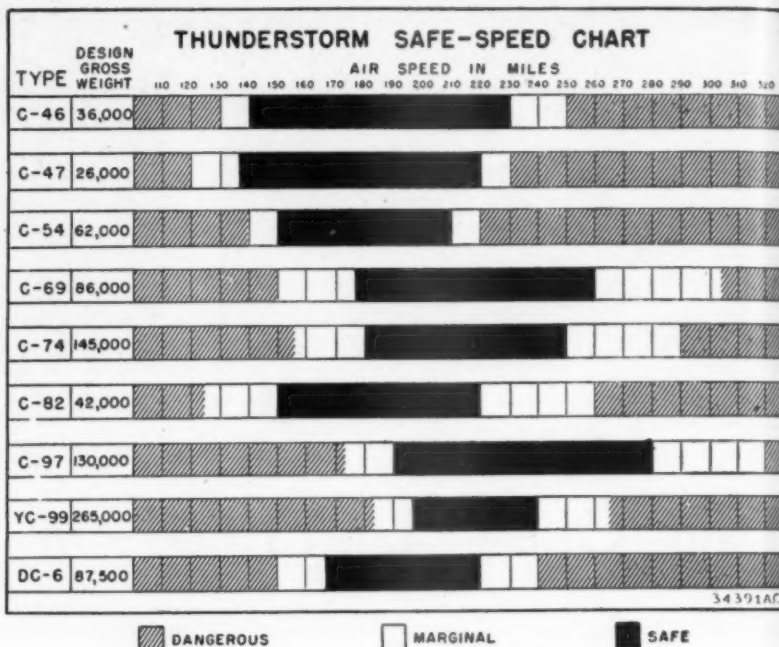 THUNDERSTORM SAFE-SPEED CHART
TYPE DESIGN GROSS WEIGHT
AIR SPEED IN MILES
110 120 130 140 150 160 170 180 190 200 210 220 230 240 250 260 270 280 290 300 310 320
C-46 36,000
C-47 26,000
C-54 62,000
C-69 86,000
C-74 145,000
C-82 42,000
C-97 130,000
YC-99 265,000
DC-6 87,500
34391AC
DANGEROUS MARGINAL SAFE